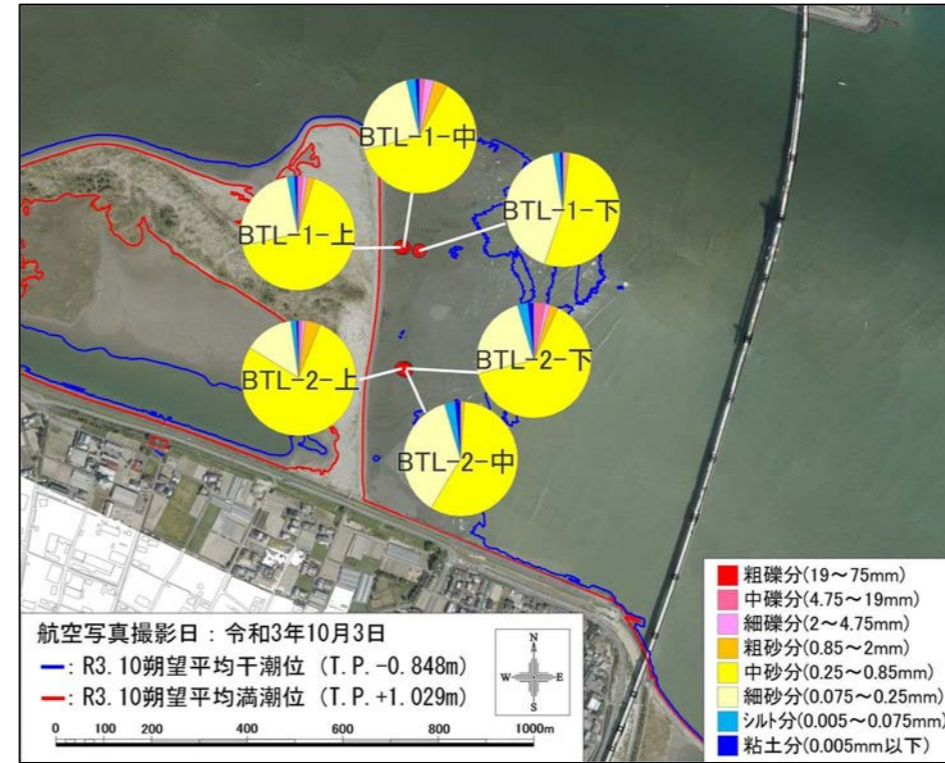 BTL-1-中
BTL-1-下
BTL-1-上
BTL-2-下
BTL-2-上
BTL-2-中
航空写真撮影日：令和3年10月3日
：R3.10朔望平均干潮位 (T.P.-0.848m)
：R3.10朔望平均満潮位 (T.P.+1.029m)
0 200 400 600 800 1000m
N
W E
S
粗礫分(19～75mm)
中礫分(4.75～19mm)
細礫分(2～4.75mm)
粗砂分(0.85～2mm)
中砂分(0.25～0.85mm)
細砂分(0.075～0.25mm)
シルト分(0.005～0.075mm)
粘土分(0.005mm以下)